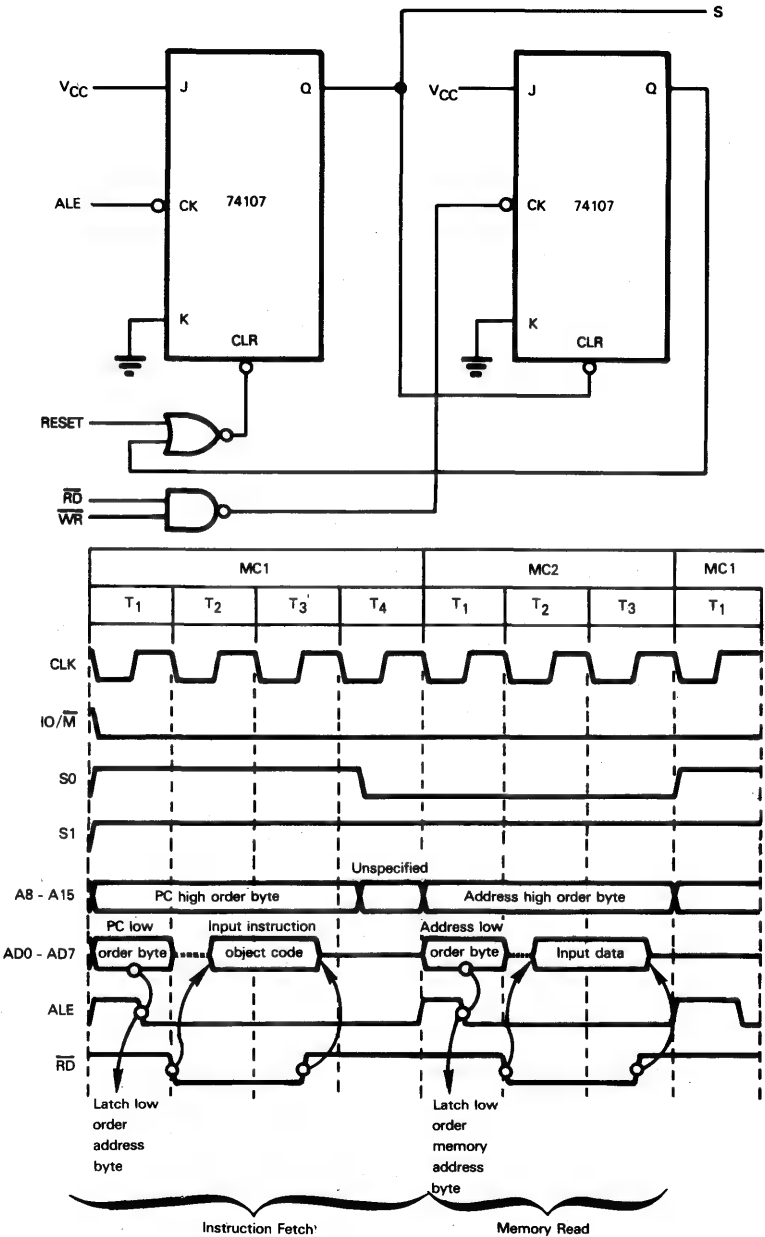 S
VCC J Q VCC J Q
ALE CK 74107 CK 74107
K K
CLR CLR
RESET
RD
WR
MC1 MC2 MC1
T1 T2 T3 T4 T1 T2 T3 T1
CLK
IO/M
S0
S1
Unspecified
A8 - A15 PC high order byte Address high order byte
PC low Input instruction Address low
AD0 - AD7 order byte object code order byte Input data
ALE
RD
Latch low Latch low
order order
address memory
byte address
byte
Instruction Fetch Memory Read